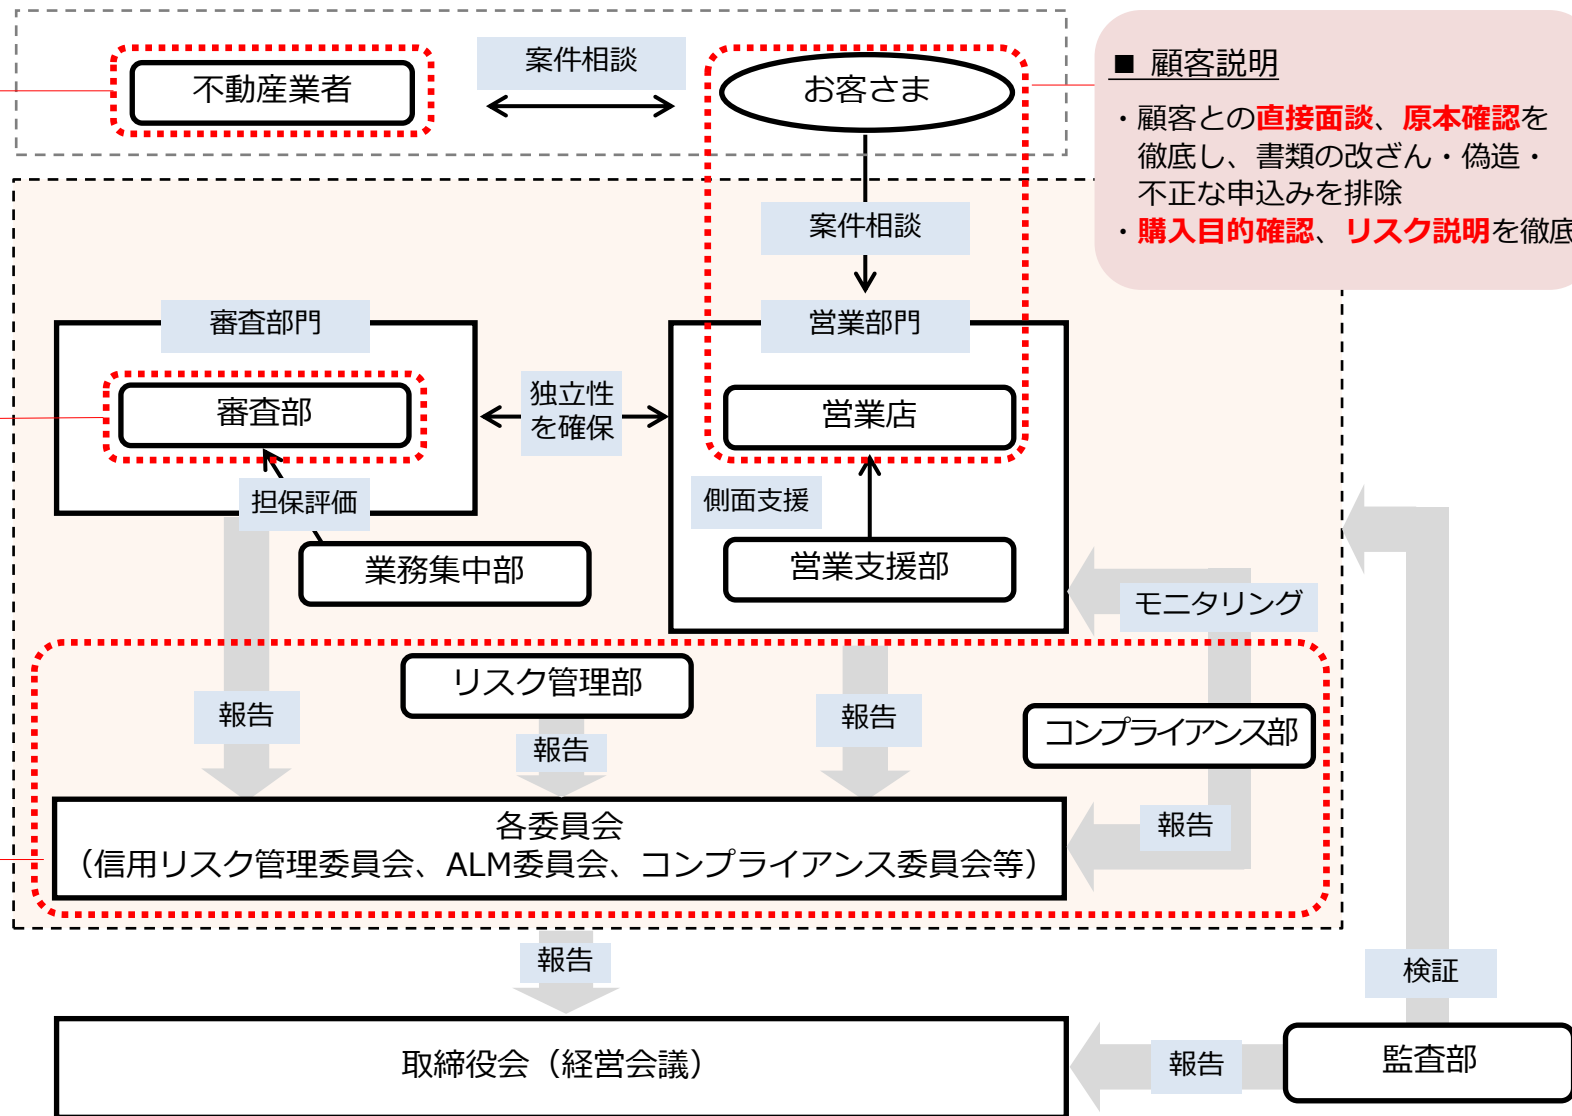 不動産業者
案件相談
お客さま
■ 顧客説明
・顧客との直接面談、原本確認を
徹底し、書類の改ざん・偽造・
不正な申込みを排除
・購入目的確認、リスク説明を徹底
案件相談
審査部門
営業部門
審査部
独立性
を確保
営業店
担保評価
側面支援
業務集中部
営業支援部
モニタリング
リスク管理部
報告
報告
報告
コンプライアンス部
各委員会
（信用リスク管理委員会、ALM委員会、コンプライアンス委員会等）
報告
報告
検証
取締役会（経営会議）
報告
監査部